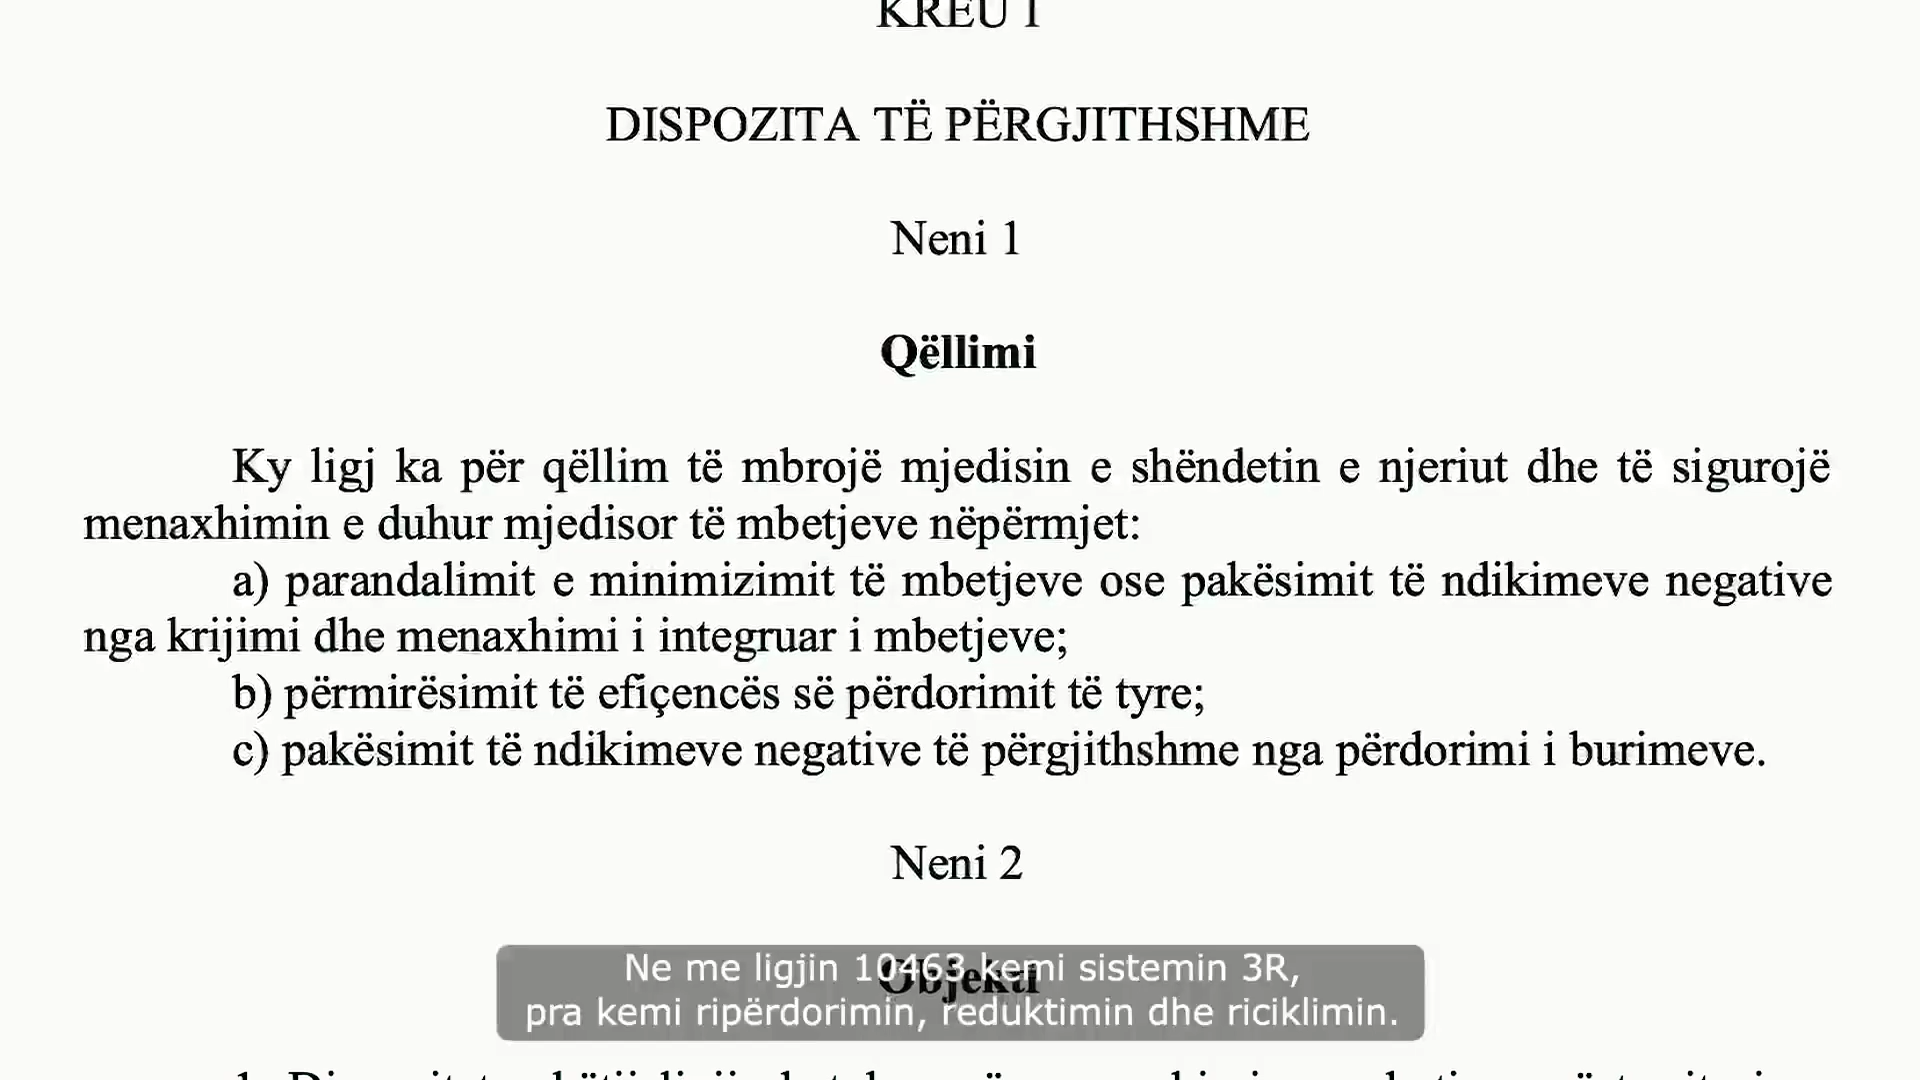 KREU I
DISPOZITA TË PËRGJITHSHME
Neni 1
Qëllimi
Ky ligj ka për qëllim të mbrojë mjedisin e shëndetin e njeriut dhe të sigurojë
menaxhimin e duhur mjedisor të mbetjeve nëpërmjet:
a) parandalimit e minimizimit të mbetjeve ose pakësimit të ndikimeve negative
nga krijimi dhe menaxhimi i integruar i mbetjeve;
b) përmirësimit të efiçencës së përdorimit të tyre;
c) pakësimit të ndikimeve negative të përgjithshme nga përdorimi i burimeve.
Neni 2
Objekti
Ne me ligjin 10463 kemi sistemin 3R,
pra kemi ripërdorimin, reduktimin dhe riciklimin.